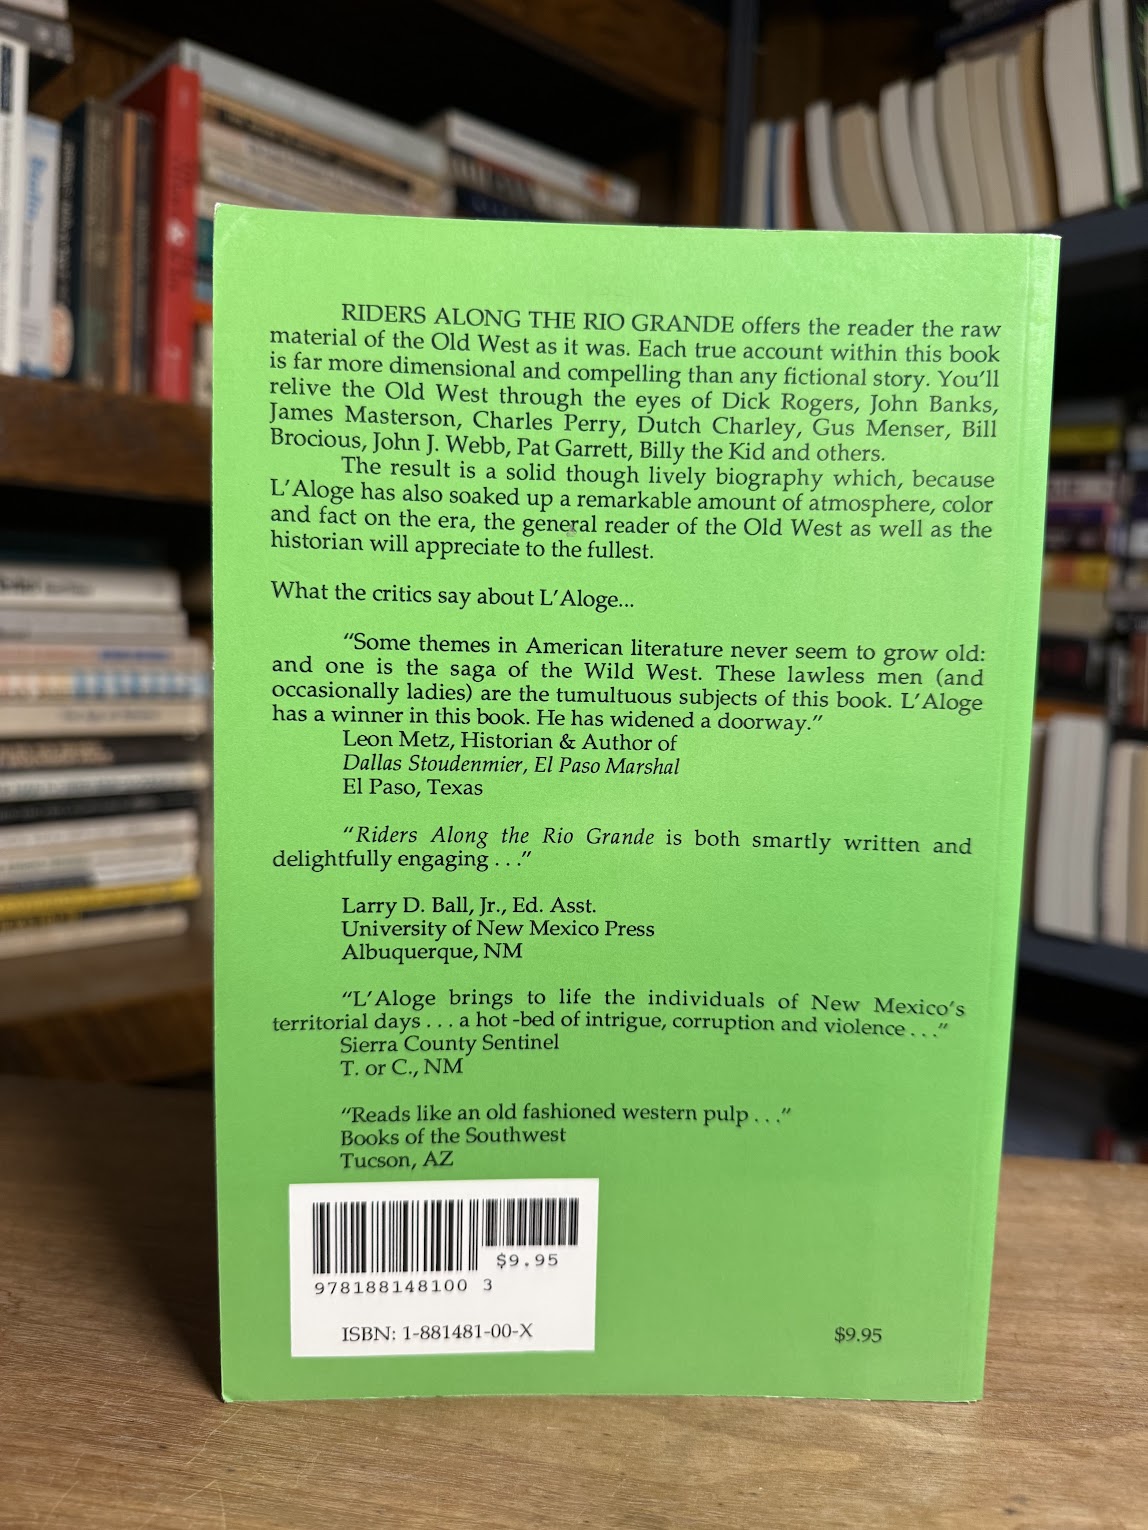 RIDERS ALONG THE RIO GRANDE offers the reader the raw
material of the Old West as it was. Each true account within this book
is far more dimensional and compelling than any fictional story. You'll
relive the Old West through the eyes of Dick Rogers, John Banks,
James Masterson, Charles Perry, Dutch Charley, Gus Menser, Bill
Brocious, John J. Webb, Pat Garrett, Billy the Kid and others.
The result is a solid though lively biography which, because
L'Aloge has also soaked up a remarkable amount of atmosphere, color
and fact on the era, the general reader of the Old West as well as the
historian will appreciate to the fullest.
What the critics say about L'Aloge...
"Some themes in American literature never seem to grow old:
and one is the saga of the Wild West. These lawless men (and
occasionally ladies) are the tumultuous subjects of this book. L'Aloge
has a winner in this book. He has widened a doorway."
Leon Metz, Historian & Author of
Dallas Stoudenmier, El Paso Marshal
El Paso, Texas
"Riders Along the Rio Grande is both smartly written and
delightfully engaging . . ."
Larry D. Ball, Jr., Ed. Asst.
University of New Mexico Press
Albuquerque, NM
"L'Aloge brings to life the individuals of New Mexico's
territorial days . . . a hot -bed of intrigue, corruption and violence . . ."
Sierra County Sentinel
T. or C., NM
"Reads like an old fashioned western pulp . . ."
Books of the Southwest
Tucson, AZ
$9.95
978188148100 3
ISBN: 1-881481-00-X
$9.95